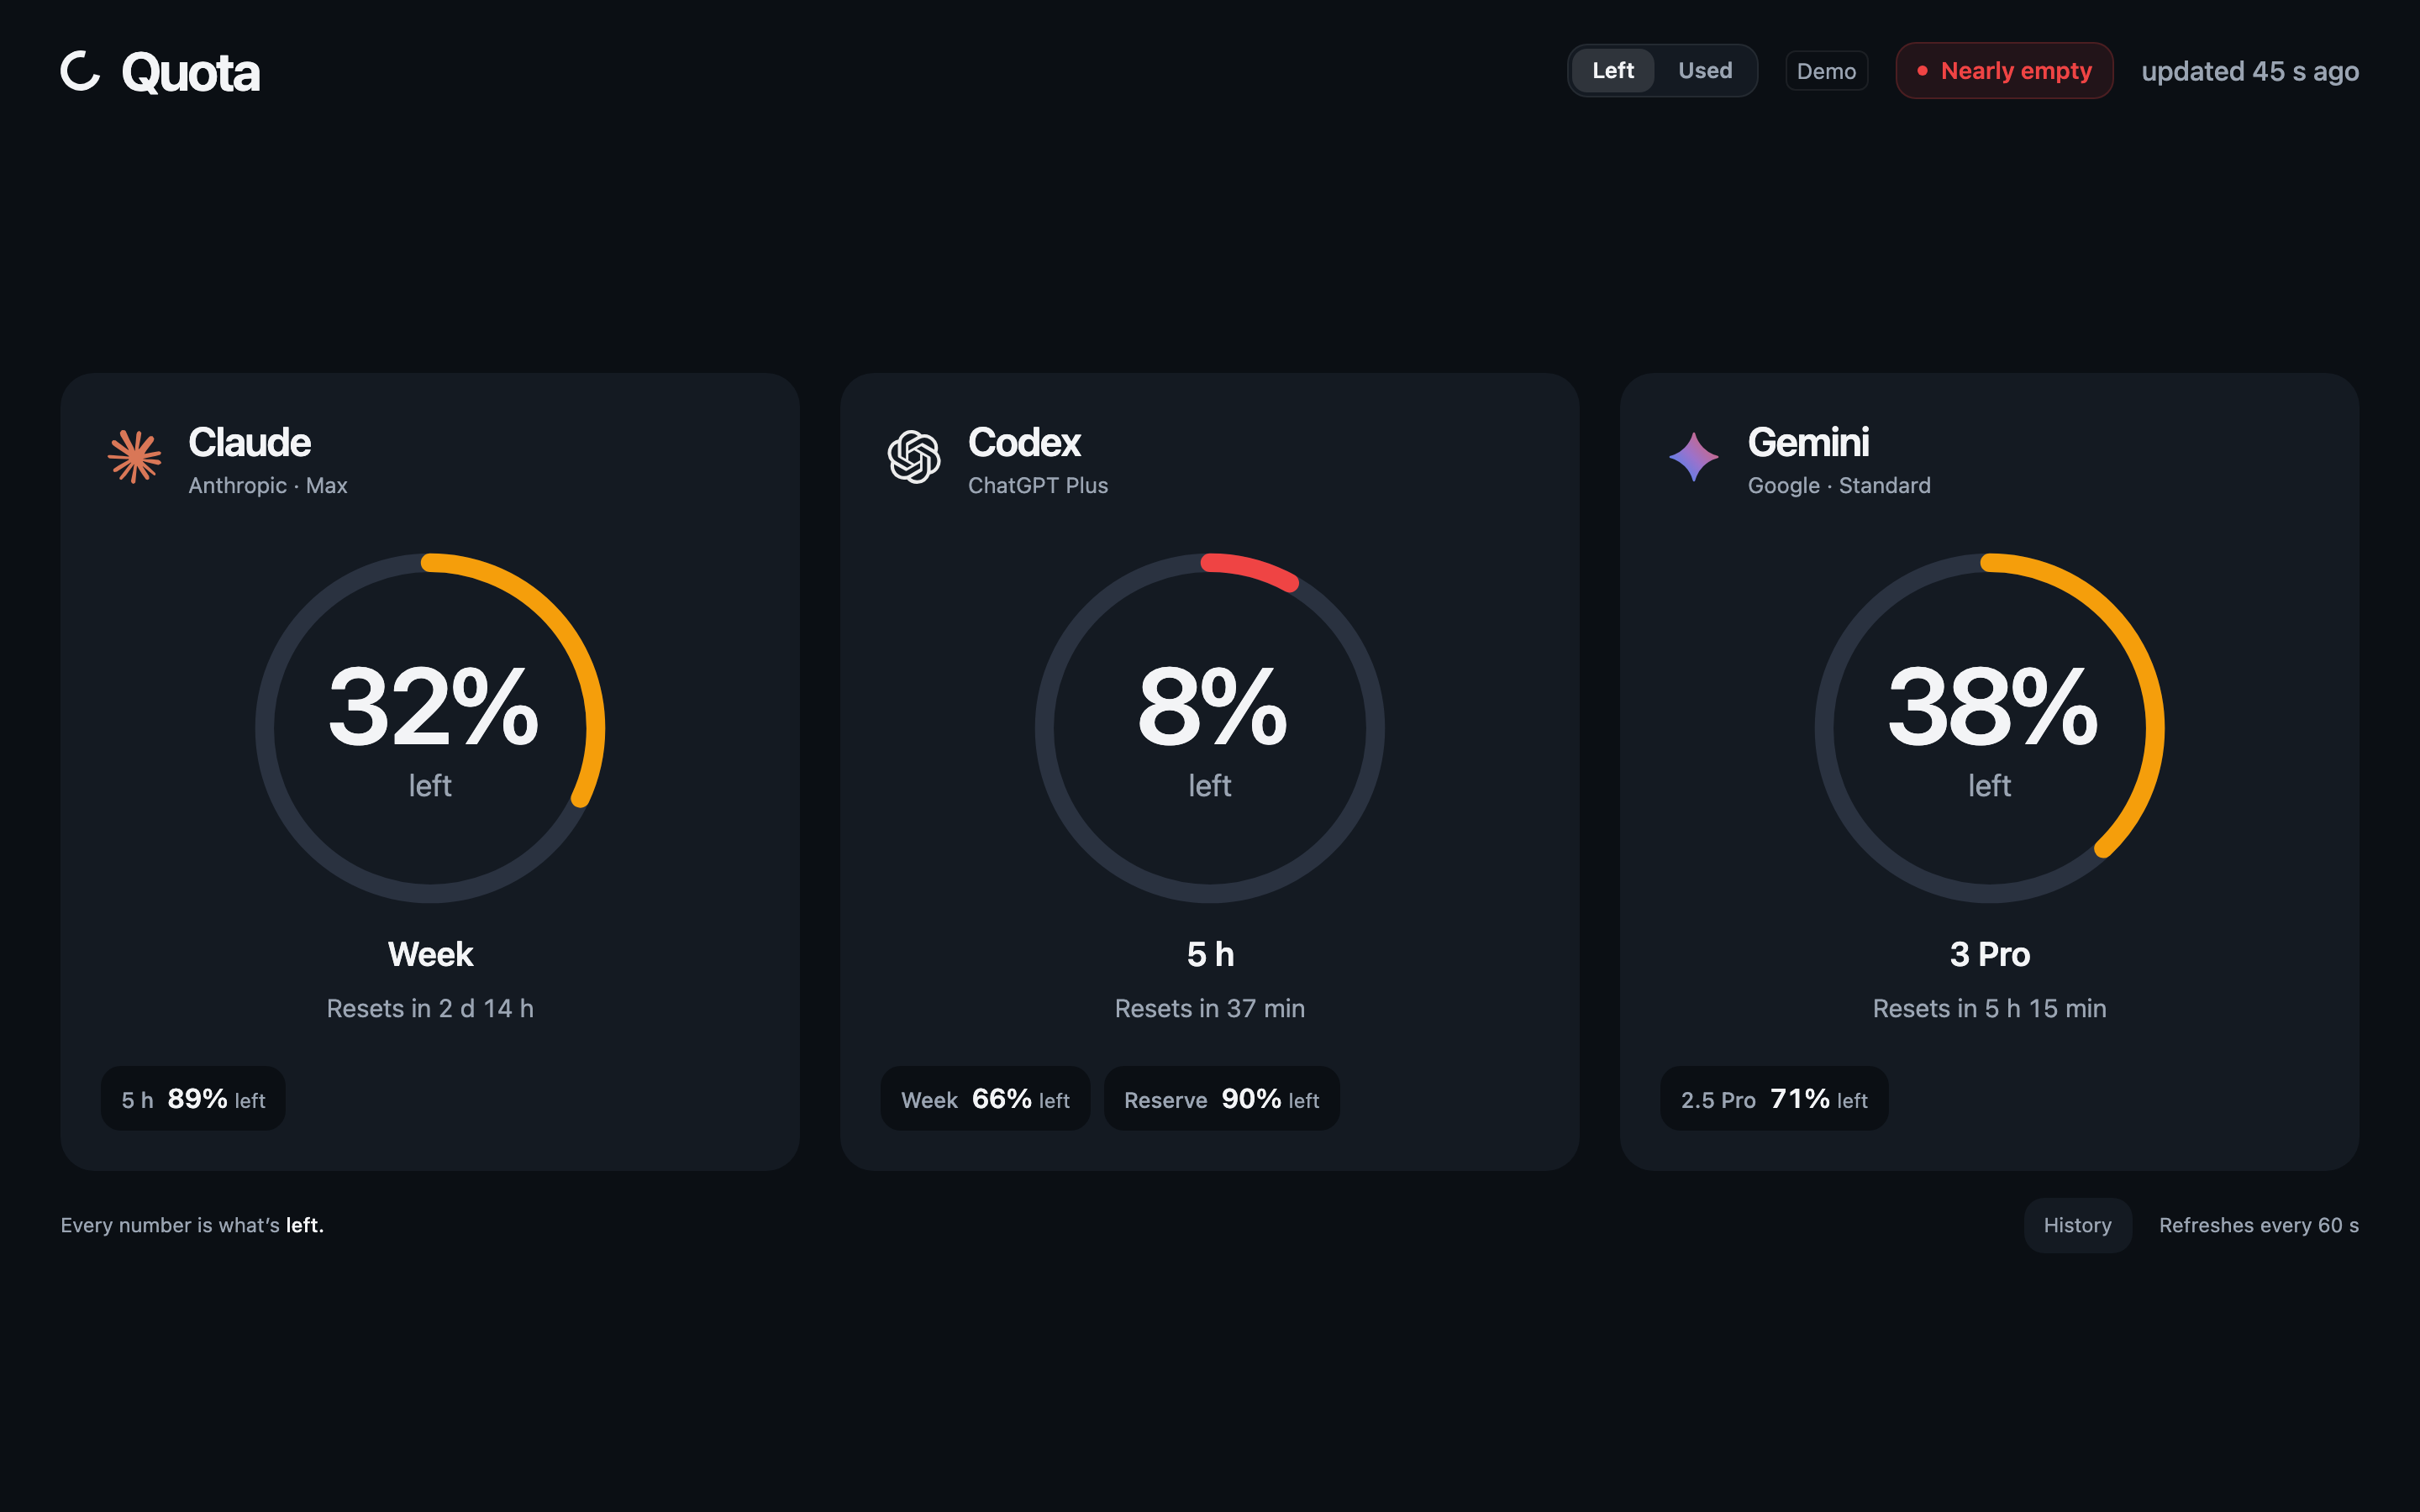 Quota
Left Used Demo Nearly empty updated 45 s ago
Claude
Anthropic · Max
32%
left
Week
Resets in 2 d 14 h
5 h 89% left
Codex
ChatGPT Plus
8%
left
5 h
Resets in 37 min
Week 66% left Reserve 90% left
Gemini
Google · Standard
38%
left
3 Pro
Resets in 5 h 15 min
2.5 Pro 71% left
Every number is what’s left.
History Refreshes every 60 s